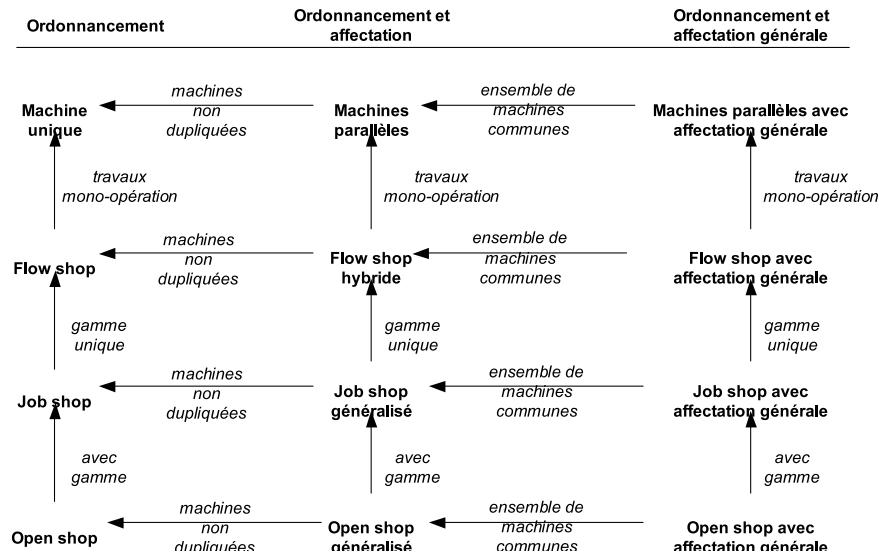 Ordonnancement
Ordonnancement et
affectation
Ordonnancement et
affectation générale
machines
non
dupliquées
ensemble de
machines
communes
Machine
unique
Machines
parallèles
Machines parallèles avec
affectation générale
travaux
mono-opération
travaux
mono-opération
travaux
mono-opération
machines
non
dupliquées
ensemble de
machines
communes
Flow shop
Flow shop
hybride
Flow shop avec
affectation générale
gamme
unique
gamme
unique
gamme
unique
machines
non
dupliquées
ensemble de
machines
communes
Job shop
Job shop
généralisé
Job shop avec
affectation générale
avec
gamme
avec
gamme
avec
gamme
machines
non
dupliquées
ensemble de
machines
communes
Open shop
Open shop
généralisé
Open shop avec
affectation générale